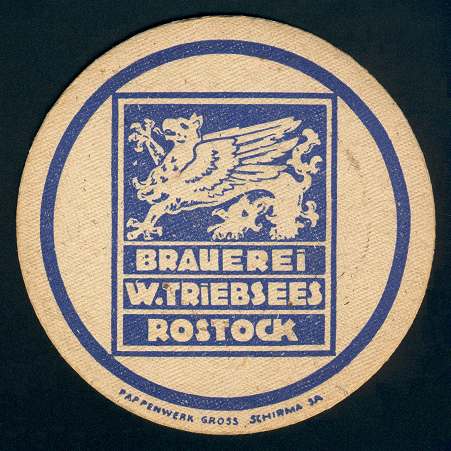 BRAUEREi
W.TRiEBSEES
ROSTOCK
PAPPENWERK GROSS SCHIRMA SA